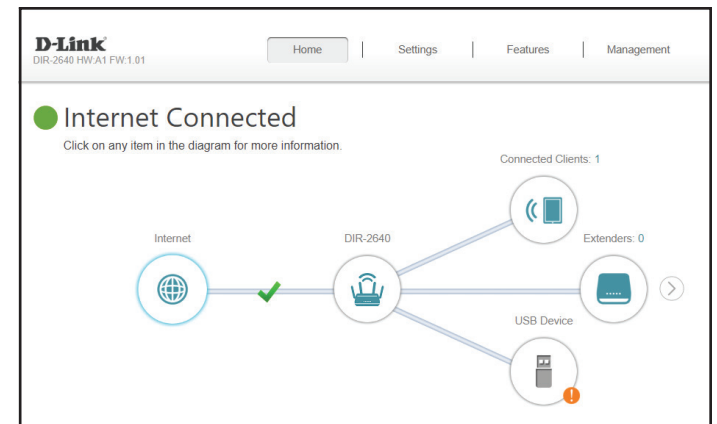 D-Link
DIR-2640 HW:A1 FW:1.01
Home Settings Features Management
Internet Connected
Click on any item in the diagram for more information.
Connected Clients: 1
Internet
DIR-2640
Extenders: 0
USB Device